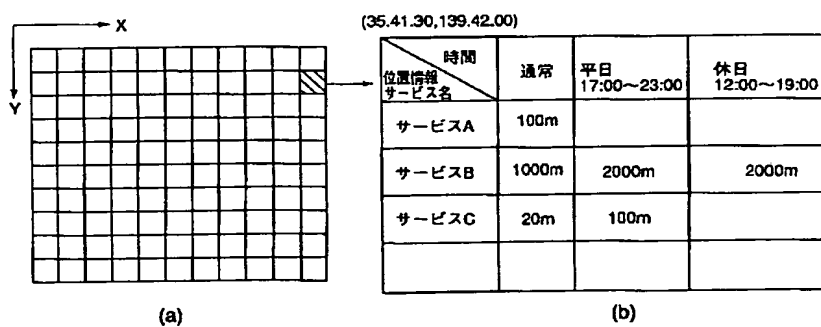 X
Y
(a)
(35.41.30,139.42.00)
時間
位置情報
サービス名
通常
平日
17:00～23:00
休日
12:00～19:00
サービスA
100m
サービスB
1000m
2000m
2000m
サービスC
20m
100m
(b)